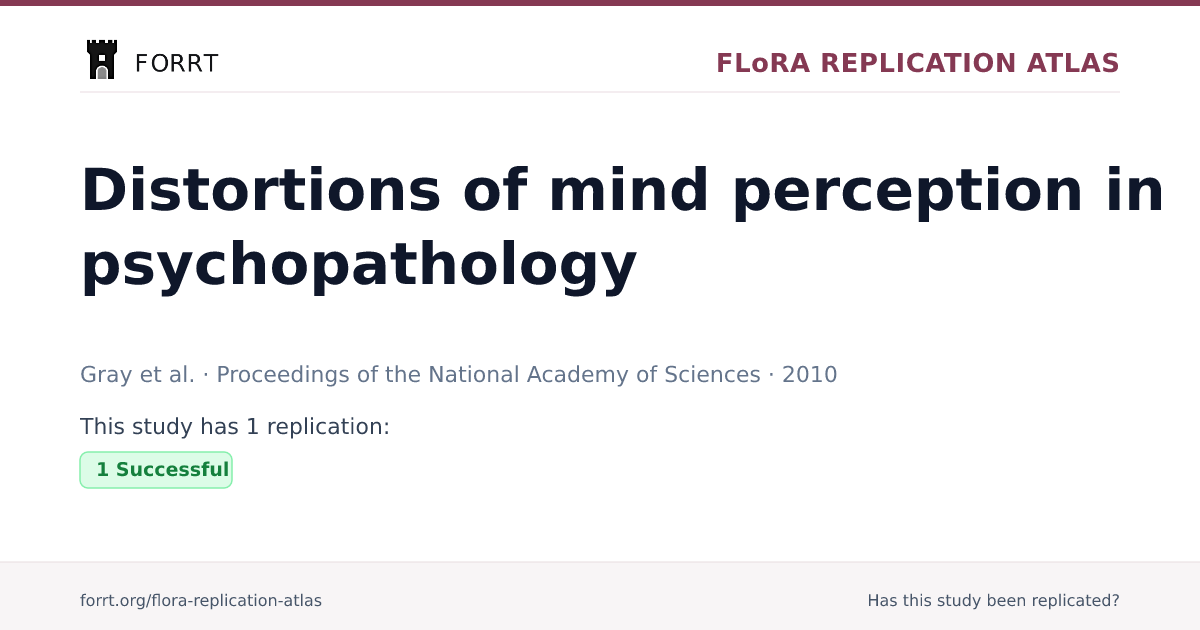 FORRT
FLoRA REPLICATION ATLAS
Distortions of mind perception in
psychopathology
Gray et al. · Proceedings of the National Academy of Sciences · 2010
This study has 1 replication:
1 Successful
forrt.org/flora-replication-atlas
Has this study been replicated?